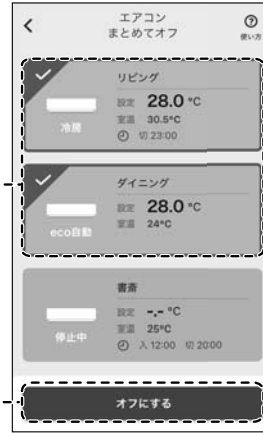 エアコン
まとめてオフ
使い方
リビング
設定 28.0 °C
室温 30.5°C
冷房
切 23:00
ダイニング
設定 28.0 °C
室温 24°C
eco自動
書斎
設定 -.- °C
室温 25°C
停止中
入 12:00 切 20:00
オフにする